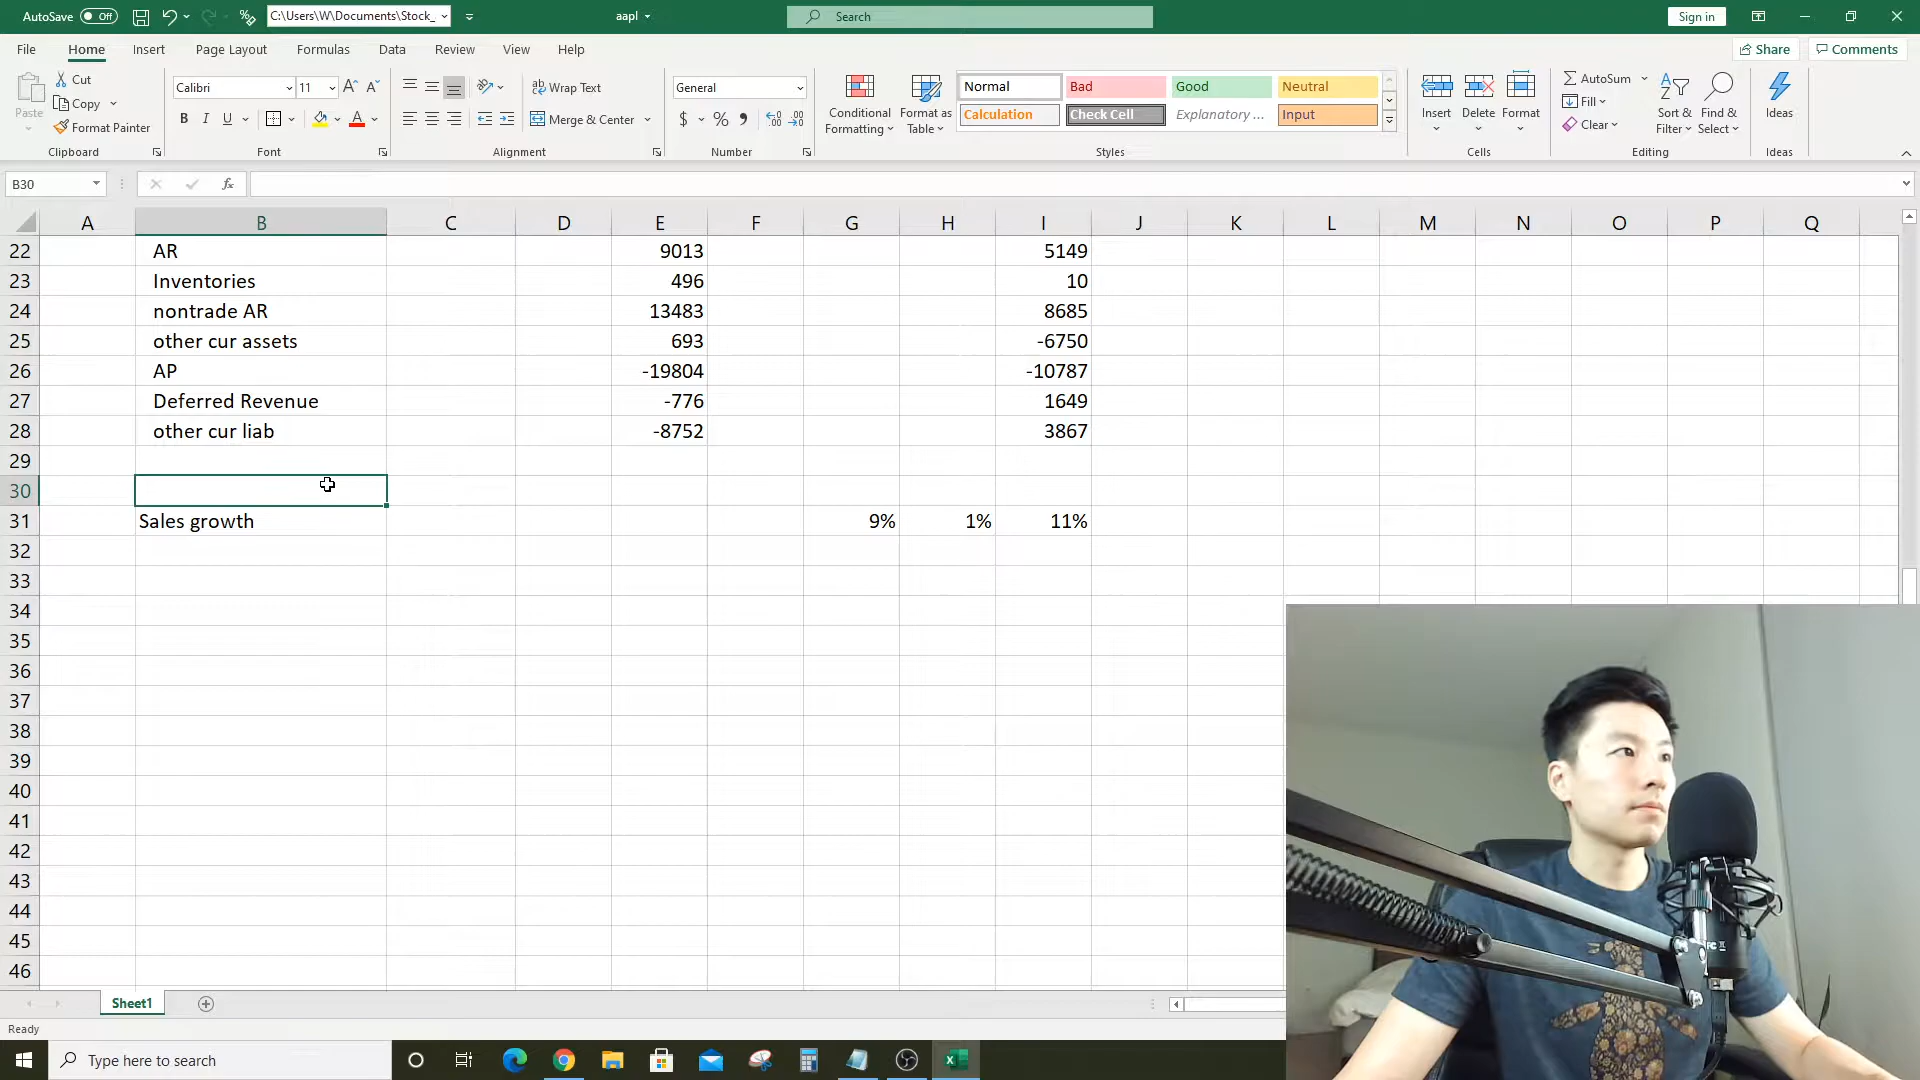 AutoSave Off C:\Users\W\Documents\Stock_ aapl Search Sign in
File Home Insert Page Layout Formulas Data Review View Help Share Comments
Paste Cut Copy Format Painter Clipboard
Calibri 11 A A B I U A Font
Wrap Text Merge & Center Alignment
General $ % Number
Conditional Formatting Format as Table
Normal Bad Good Neutral
Calculation Check Cell Explanatory ... Input
Styles
Insert Delete Format Cells
AutoSum Fill Clear Sort & Filter Find & Select Editing
Ideas Ideas
B30 fx
A B C D E F G H I J K L M N O P Q
22 AR 9013 5149
23 Inventories 496 10
24 nontrade AR 13483 8685
25 other cur assets 693 -6750
26 AP -19804 -10787
27 Deferred Revenue -776 1649
28 other cur liab -8752 3867
29
30
31 Sales growth 9% 1% 11%
32
33
34
35
36
37
38
39
40
41
42
43
44
45
46
Sheet1
Ready
Type here to search